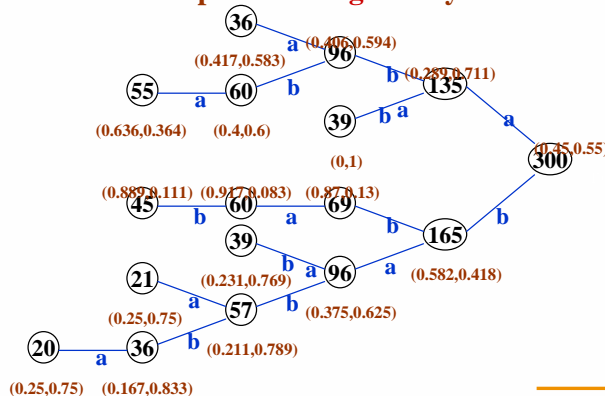 36
a
(0.406,0.594)
96
(0.417,0.583)
b
(0.289,0.711)
135
55
a
60
b
b
a
a
39
(0.636,0.364)
(0.4,0.6)
(0,1)
(0.45,0.55)
300
(0.889,0.111)
(0.917,0.083)
(0.87,0.13)
45
b
60
a
69
b
b
165
39
b
a
a
(0.582,0.418)
21
(0.231,0.769)
96
a
57
b
(0.375,0.625)
(0.25,0.75)
20
a
36
b
(0.211,0.789)
(0.25,0.75)
(0.167,0.833)